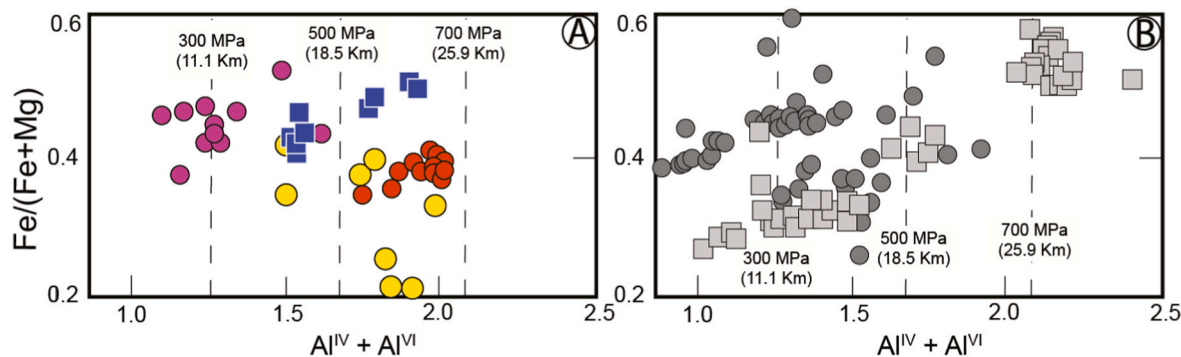 0.6
0.4
0.2
Fe/(Fe+Mg)
300 MPa
(11.1 Km)
500 MPa
(18.5 Km)
700 MPa
(25.9 Km)
A
1.0
1.5
2.0
2.5
Al^IV + Al^VI
0.6
0.4
0.2
300 MPa
(11.1 Km)
500 MPa
(18.5 Km)
700 MPa
(25.9 Km)
B
1.0
1.5
2.0
2.5
Al^IV + Al^VI